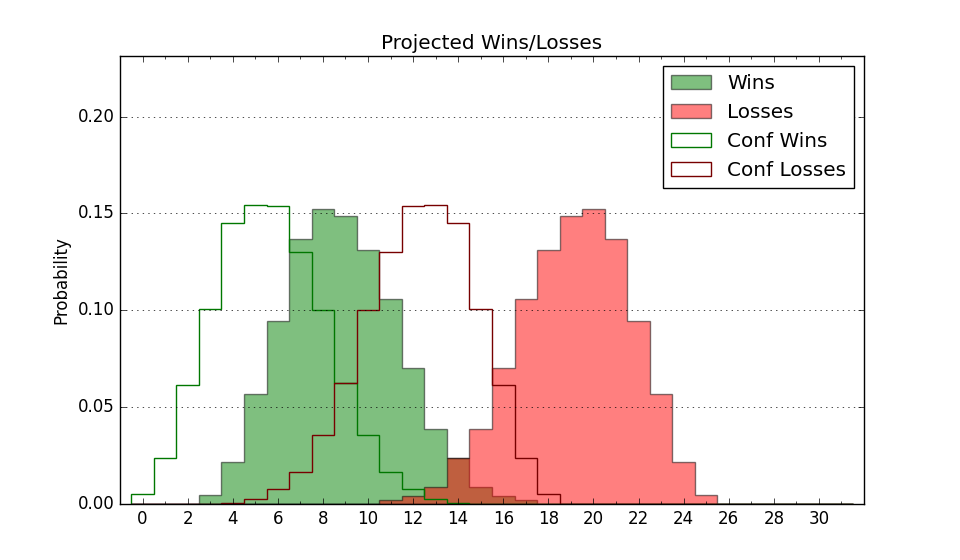 Projected Wins/Losses
Wins
Losses
Conf Wins
Conf Losses
Probability
0.20
0.15
0.10
0.05
0.00
0 2 4 6 8 10 12 14 16 18 20 22 24 26 28 30